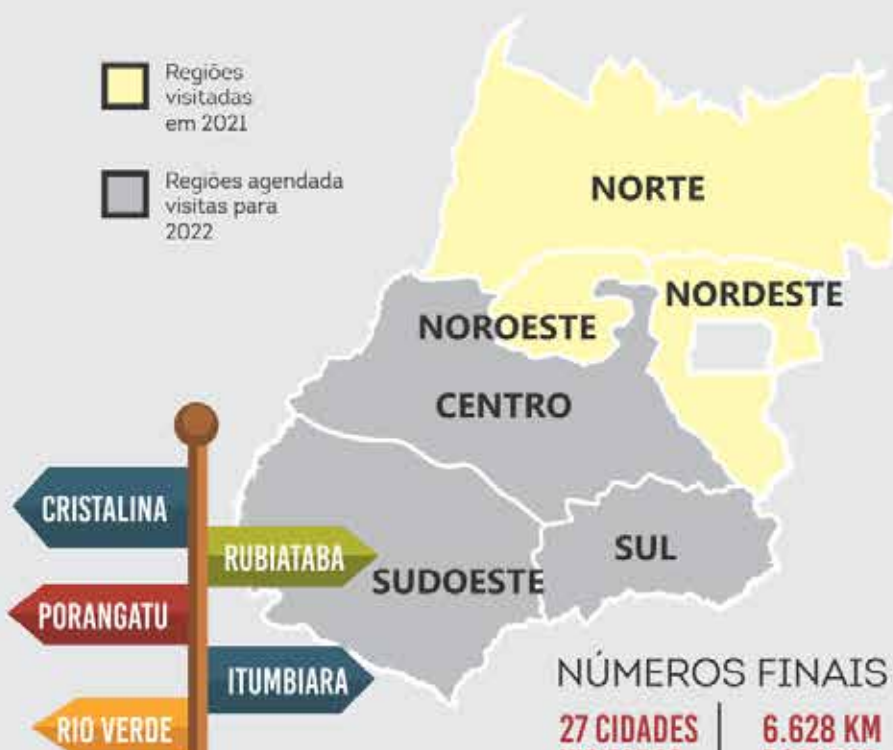 Regiões
visitadas
em 2021
Regiões agendada
visitas para
2022
NORTE
NORDESTE
NOROESTE
CENTRO
SUL
SUDOESTE
CRISTALINA
RUBIATABA
PORANGATU
ITUMBIARA
RIO VERDE
NÚMEROS FINAIS
27 CIDADES
6.628 KM